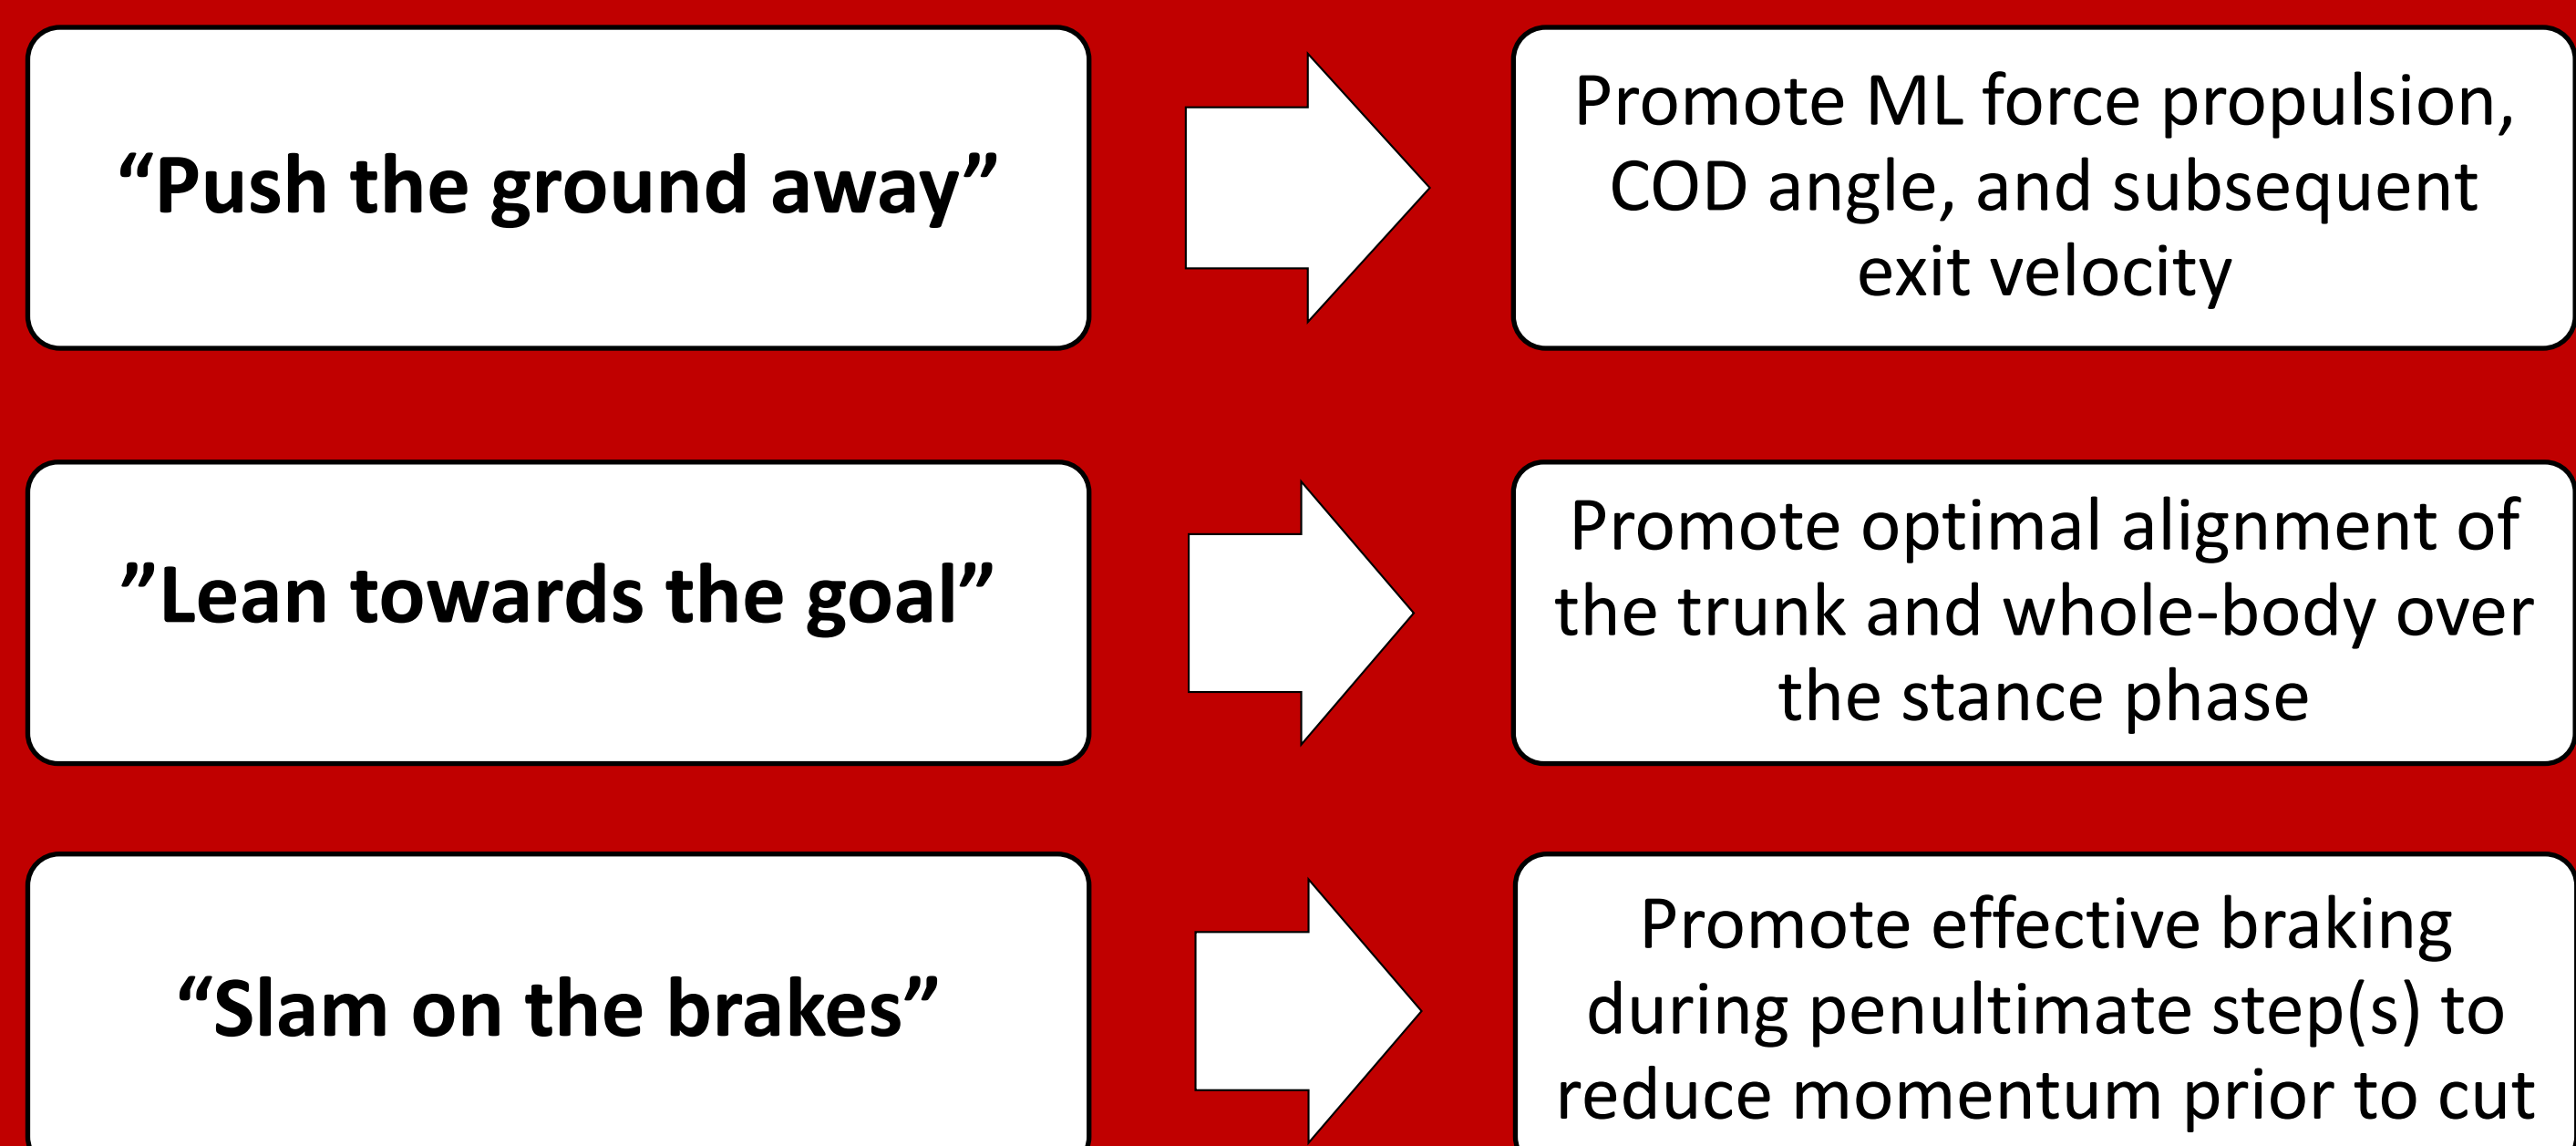 “Push the ground away”
Promote ML force propulsion,
COD angle, and subsequent
exit velocity
”Lean towards the goal”
Promote optimal alignment of
the trunk and whole-body over
the stance phase
“Slam on the brakes”
Promote effective braking
during penultimate step(s) to
reduce momentum prior to cut